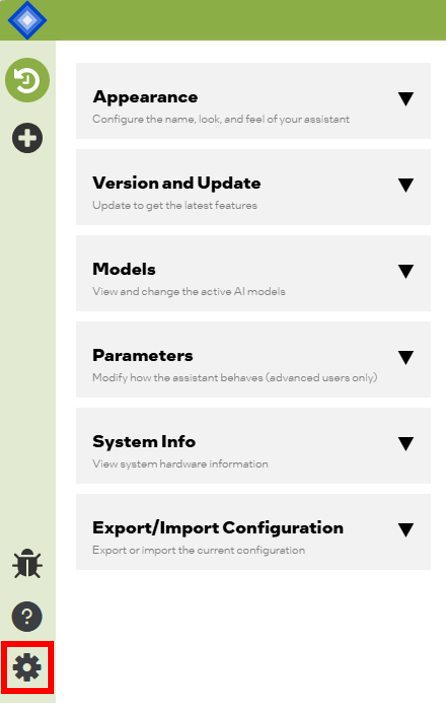 Appearance
Configure the name, look, and feel of your assistant
Version and Update
Update to get the latest features
Models
View and change the active AI models
Parameters
Modify how the assistant behaves (advanced users only)
System Info
View system hardware information
Export/Import Configuration
Export or import the current configuration
?